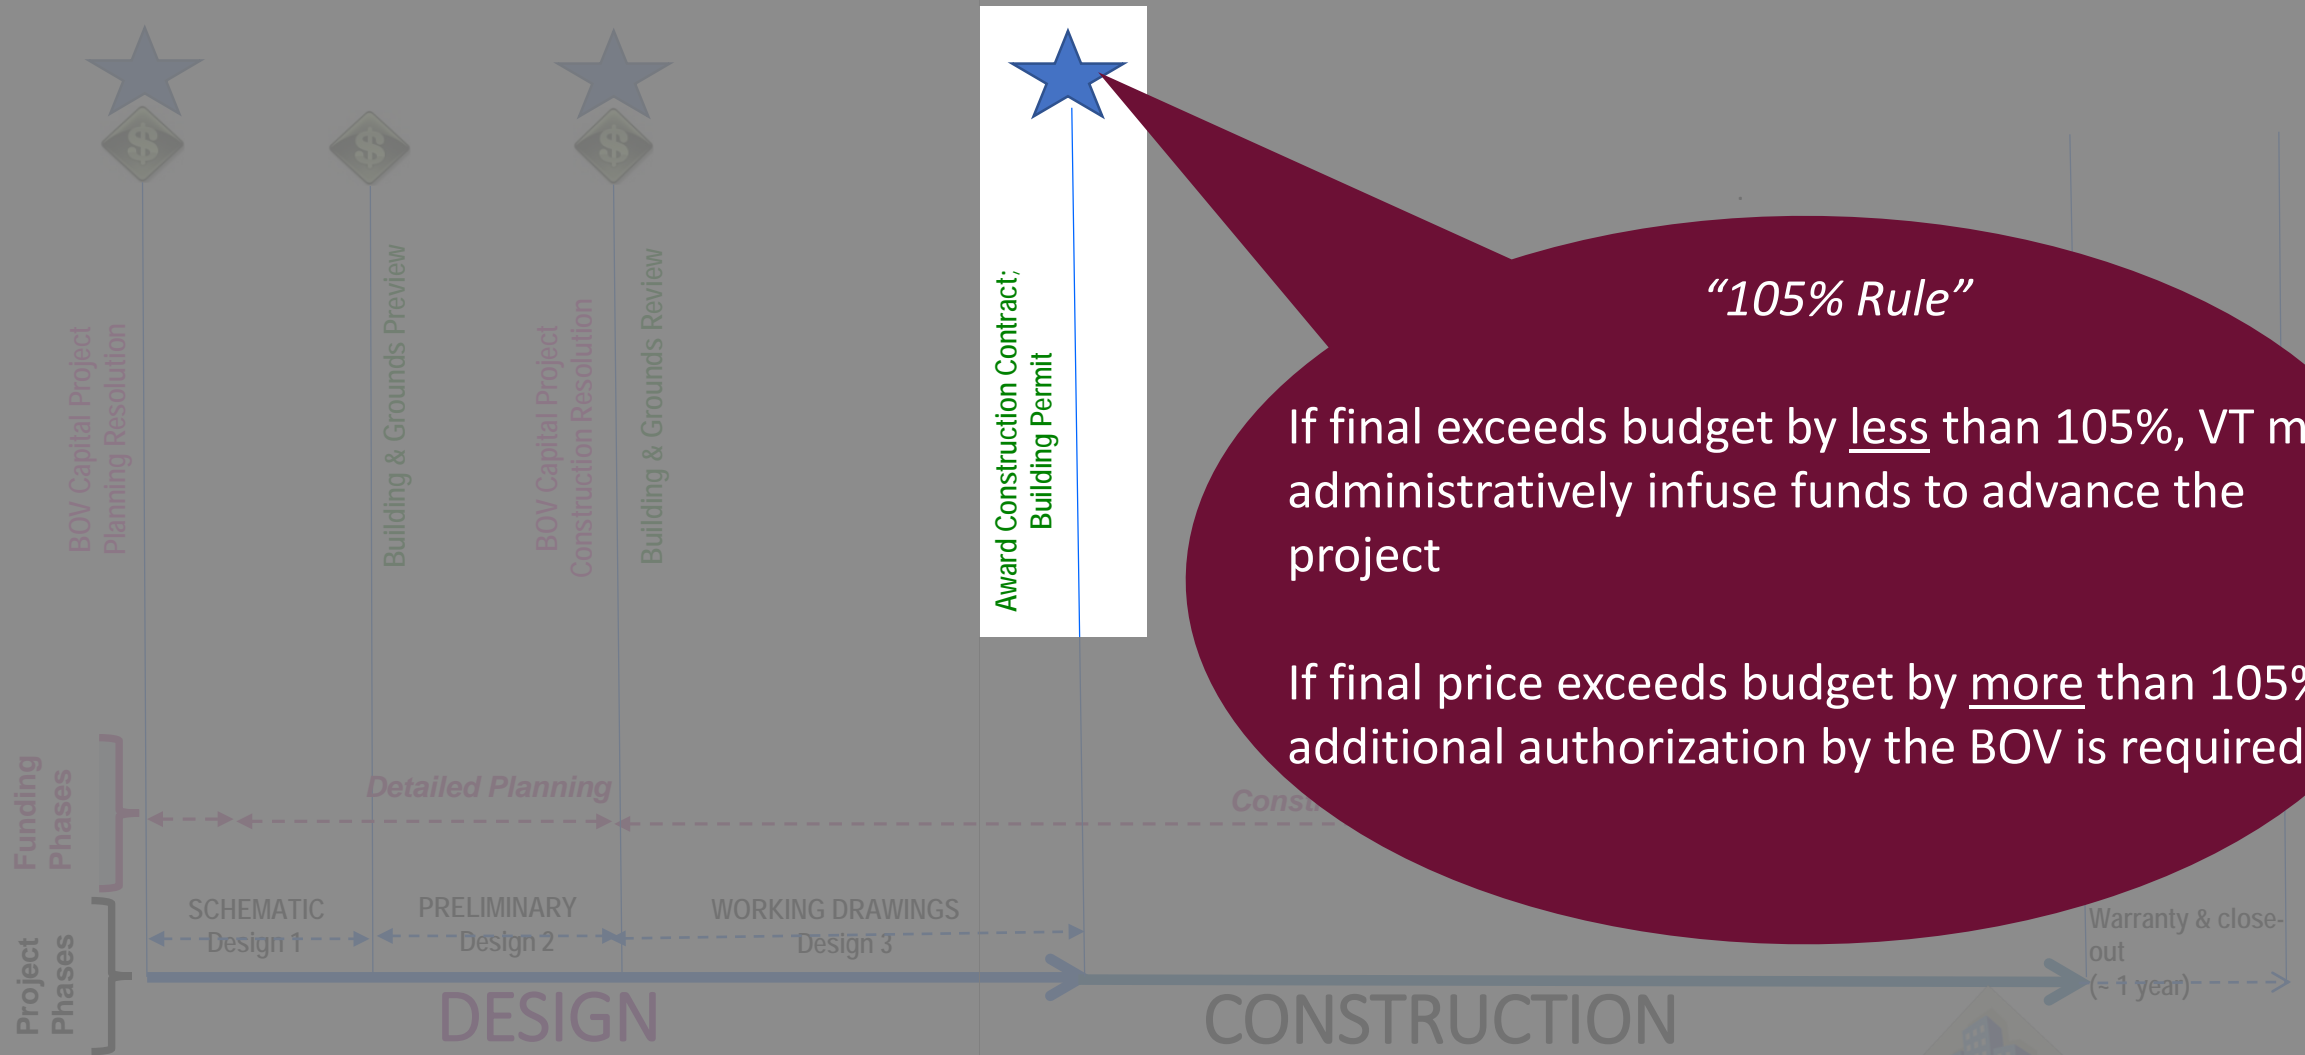 BOV Capital Project
Planning Resolution
Building & Grounds Preview
BOV Capital Project
Construction Resolution
Building & Grounds Review
Award Construction Contract;
Building Permit
“105% Rule”
If final exceeds budget by less than 105%, VT m
administratively infuse funds to advance the
project
If final price exceeds budget by more than 105%
additional authorization by the BOV is required
Funding
Phases
Detailed Planning
Const
Project
Phases
SCHEMATIC
Design 1
PRELIMINARY
Design 2
WORKING DRAWINGS
Design 3
Warranty & close-
out
(≈ 1 year)
DESIGN
CONSTRUCTION
$
$
$